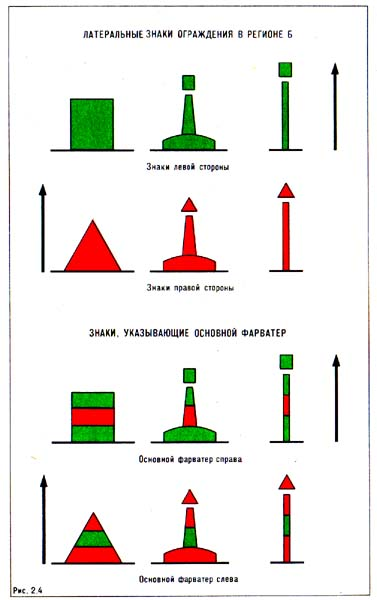 ЛАТЕРАЛЬНЫЕ ЗНАКИ ОГРАЖДЕНИЯ В РЕГИОНЕ Б
Знаки левой стороны
Знаки правой стороны
ЗНАКИ, УКАЗЫВАЮЩИЕ ОСНОВНОЙ ФАРВАТЕР
Основной фарватер справа
Основной фарватер слева
Рис. 2.4